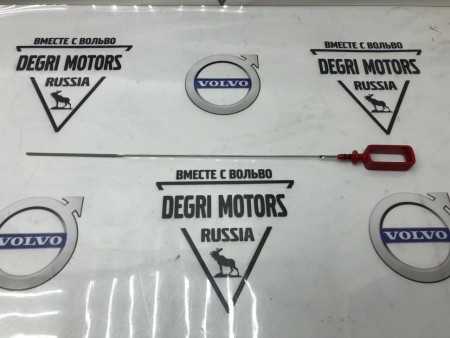 ВМЕСТЕ С ВОЛЬВО
DEGRI MOTORS
RUSSIA
VOLVO
ВМЕСТЕ С ВОЛЬВО
DEGRI MOTORS
RUSSIA
ВМЕСТЕ С ВОЛЬВО
DEGRI MOTORS
RUSSIA
VOLVO
VOLVO